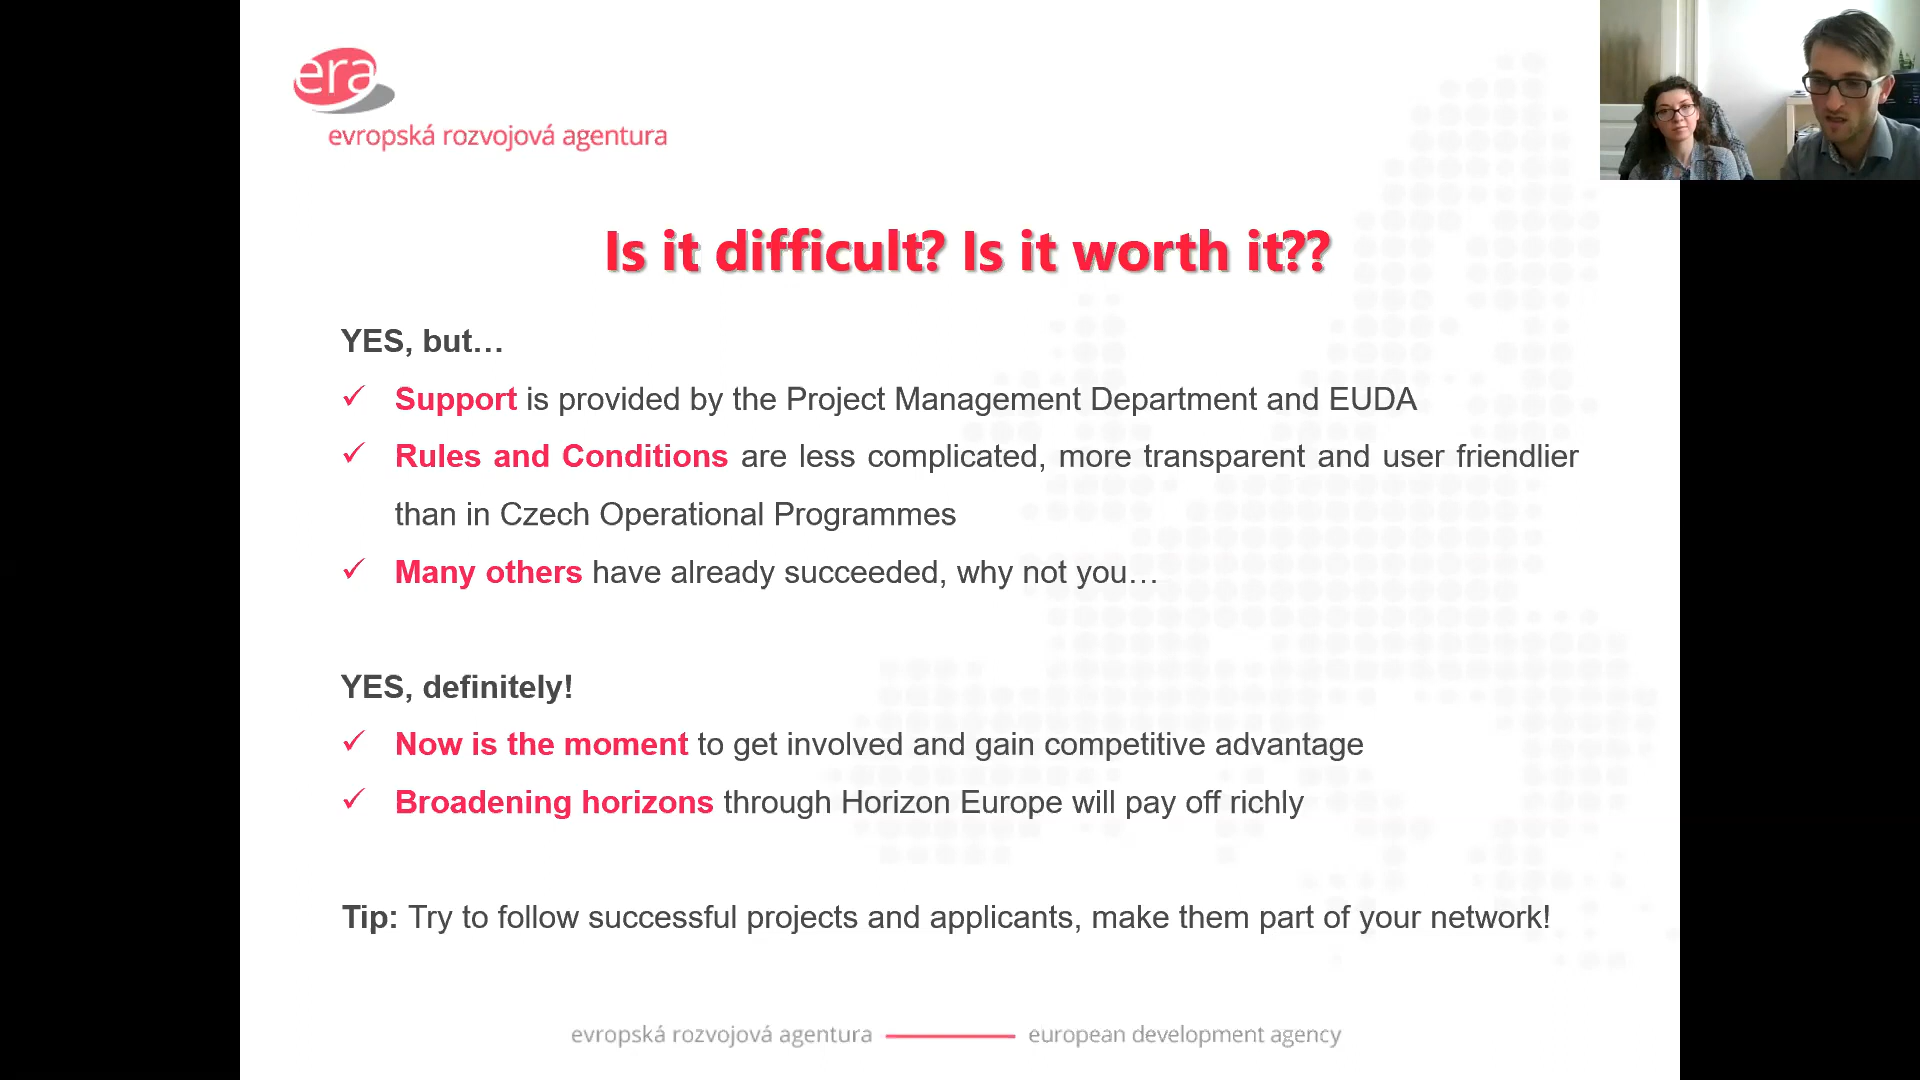 era
evropská rozvojová agentura
Is it difficult? Is it worth it??
YES, but…
✓ Support is provided by the Project Management Department and EUDA
✓ Rules and Conditions are less complicated, more transparent and user friendlier
than in Czech Operational Programmes
✓ Many others have already succeeded, why not you…
YES, definitely!
✓ Now is the moment to get involved and gain competitive advantage
✓ Broadening horizons through Horizon Europe will pay off richly
Tip: Try to follow successful projects and applicants, make them part of your network!
evropská rozvojová agentura european development agency